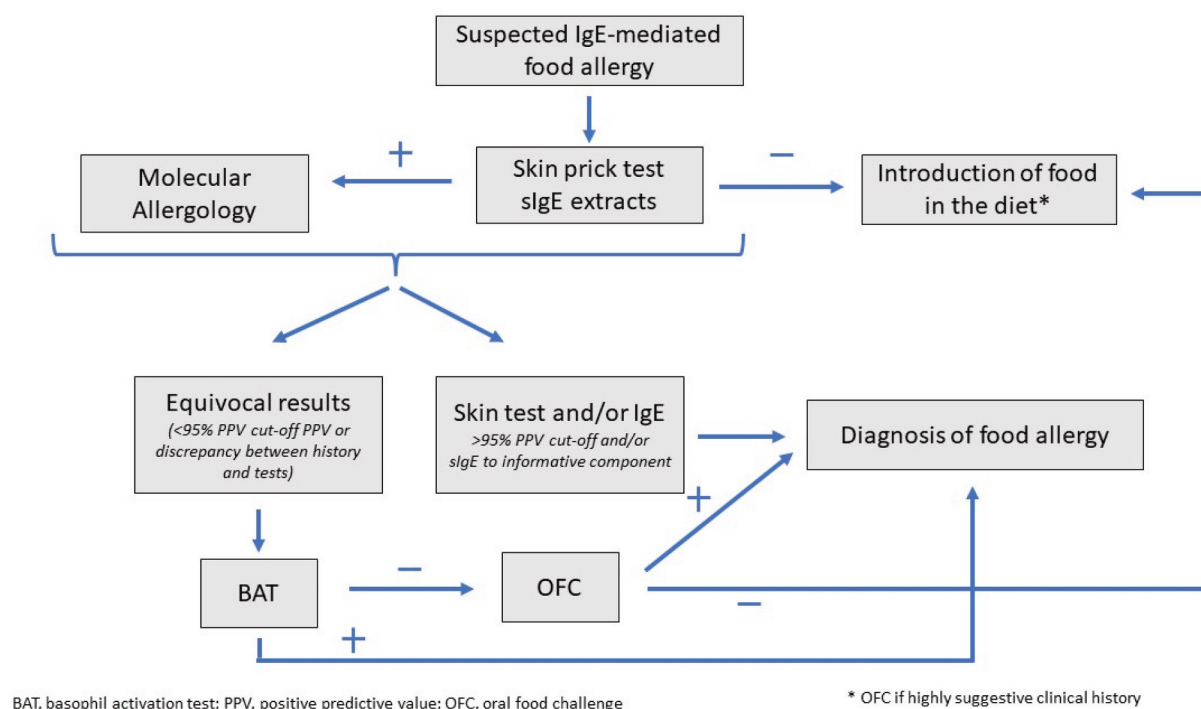 Suspected IgE-mediated
food allergy
+
Molecular
Allergology
Skin prick test
sIgE extracts
−
Introduction of food
in the diet*
Equivocal results
(<95% PPV cut-off PPV or
discrepancy between history
and tests)
Skin test and/or IgE
>95% PPV cut-off and/or
sIgE to informative component
Diagnosis of food allergy
+
BAT
−
OFC
−
+
BAT, basophil activation test; PPV, positive predictive value; OFC, oral food challenge
* OFC if highly suggestive clinical history